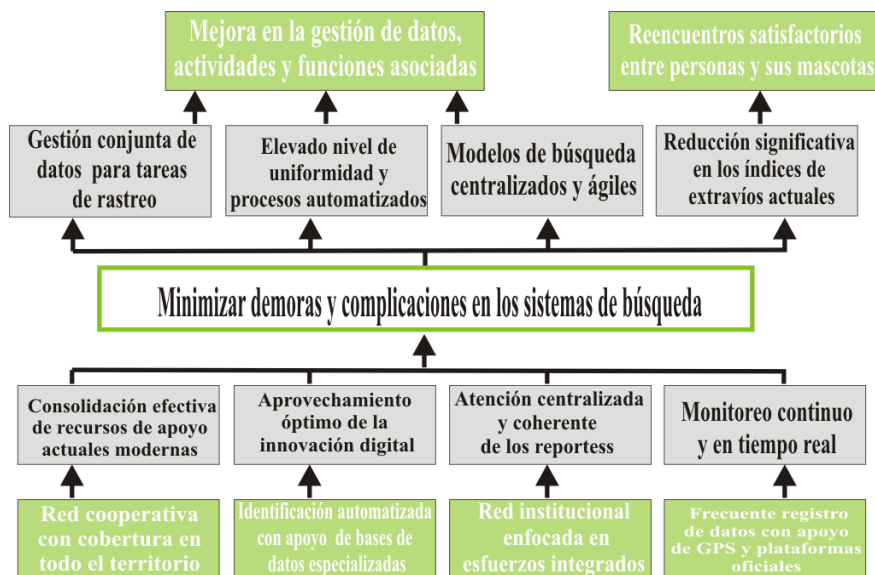 Mejora en la gestión de datos,
actividades y funciones asociadas
Reencuentros satisfactorios
entre personas y sus mascotas
Gestión conjunta de
datos para tareas
de rastreo
Elevado nivel de
uniformidad y
procesos automatizados
Modelos de búsqueda
centralizados y ágiles
Reducción significativa
en los índices de
extravíos actuales
Minimizar demoras y complicaciones en los sistemas de búsqueda
Consolidación efectiva
de recursos de apoyo
actuales modernas
Aprovechamiento
óptimo de la
innovación digital
Atención centralizada
y coherente
de los reportess
Monitoreo continuo
y en tiempo real
Red cooperativa
con cobertura en
todo el territorio
Identificación automatizada
con apoyo de bases de
datos especializadas
Red institucional
enfocada en
esfuerzos integrados
Frecuente registro
de datos con apoyo
de GPS y plataformas
oficiales